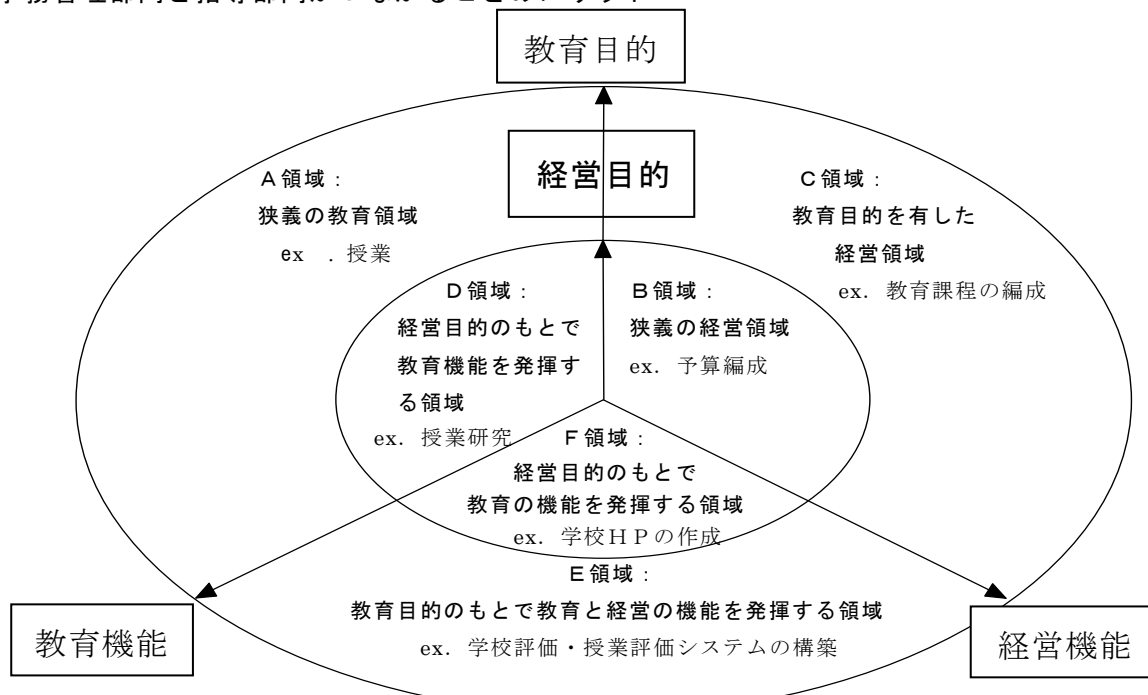 教育目的
経営目的
A領域：
狭義の教育領域
ex ．授業
C領域：
教育目的を有した
経営領域
ex．教育課程の編成
D領域：
経営目的のもとで
教育機能を発揮す
る領域
ex．授業研究
B領域：
狭義の経営領域
ex．予算編成
F領域：
経営目的のもとで
教育の機能を発揮する領域
ex．学校ＨＰの作成
E領域：
教育目的のもとで教育と経営の機能を発揮する領域
ex．学校評価・授業評価システムの構築
教育機能
経営機能